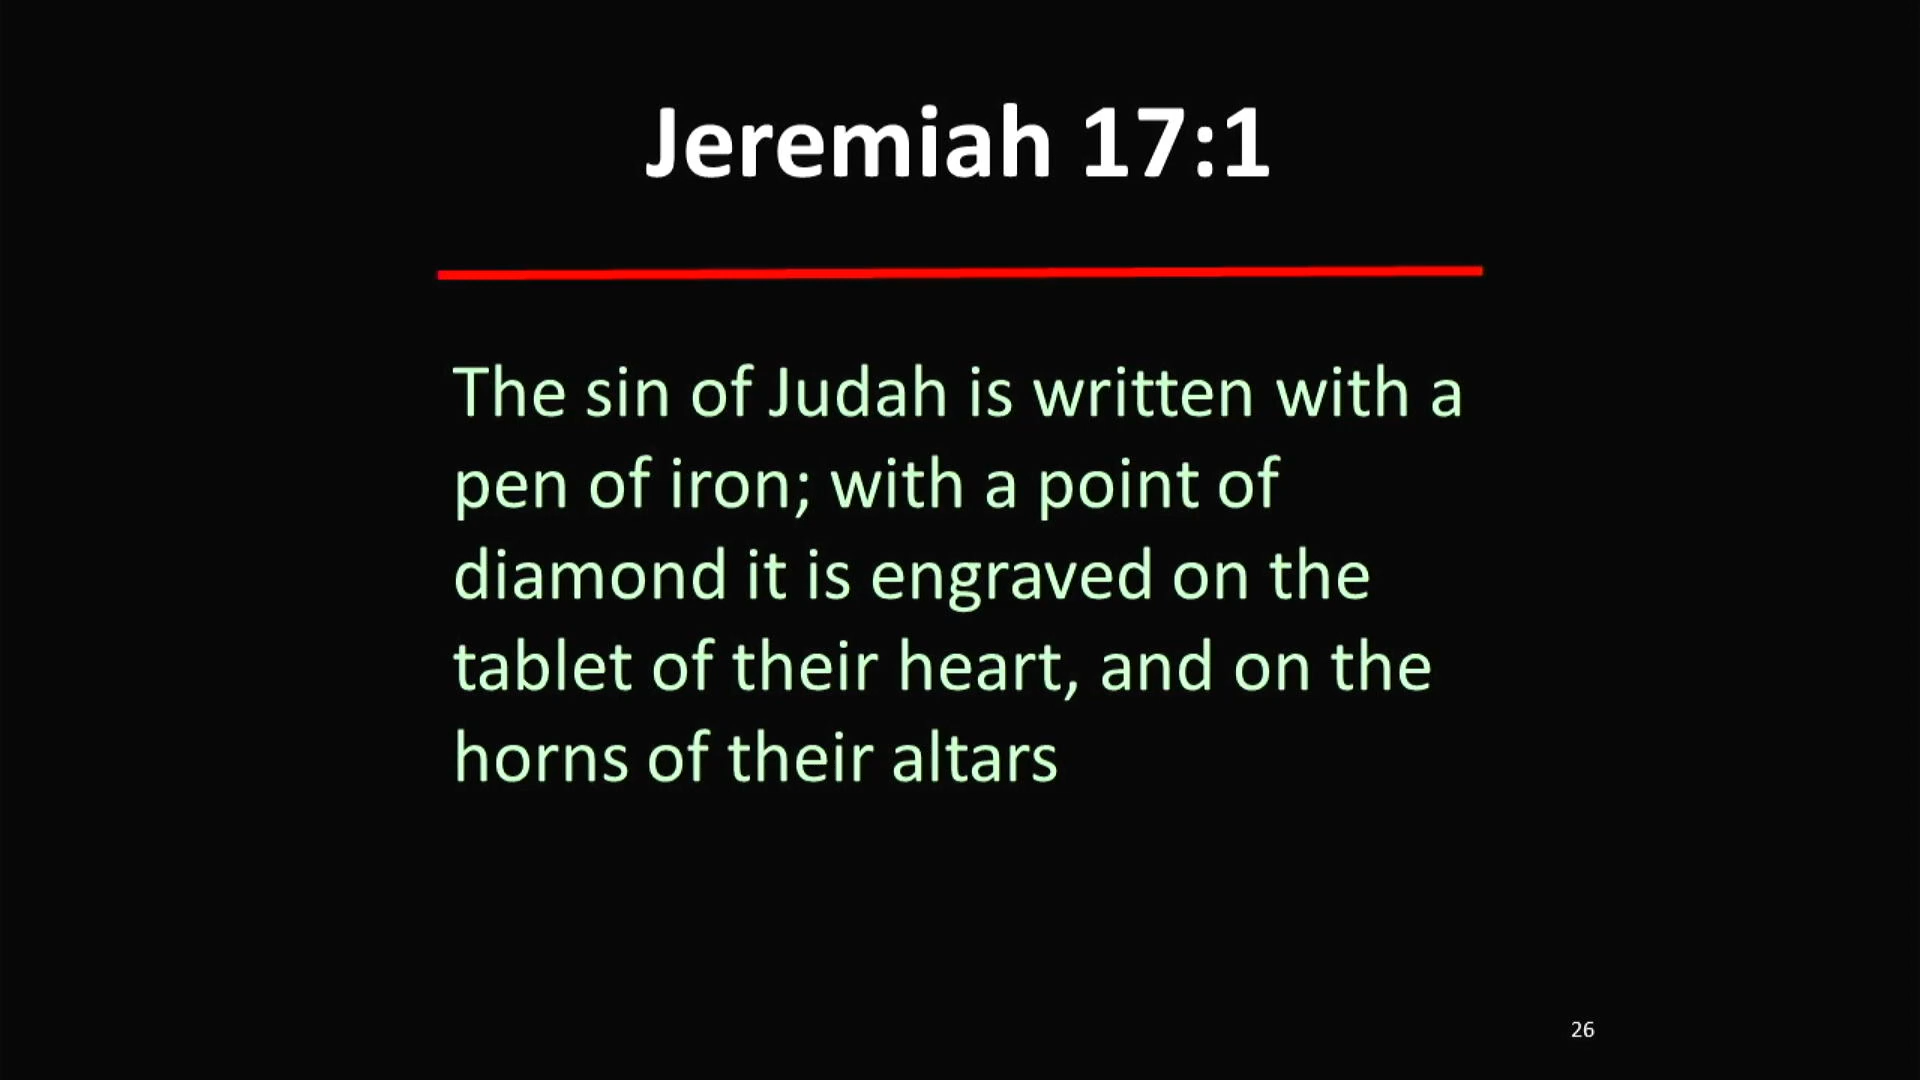 Jeremiah 17:1
The sin of Judah is written with a
pen of iron; with a point of
diamond it is engraved on the
tablet of their heart, and on the
horns of their altars
26